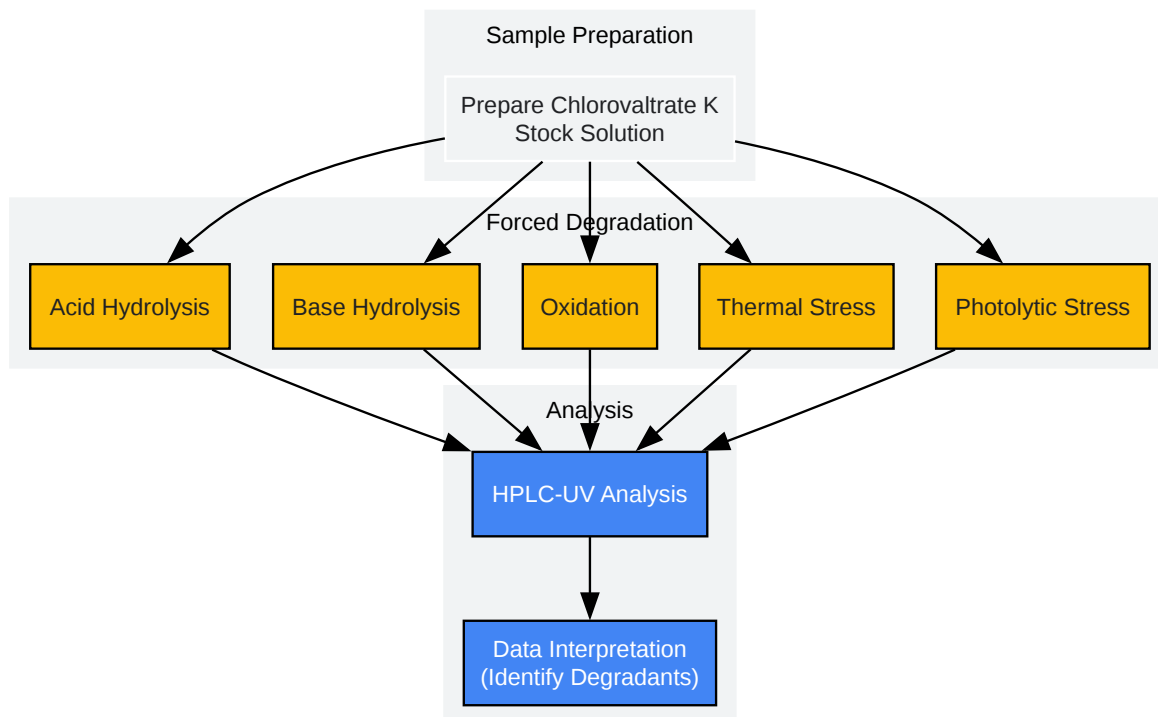 Sample Preparation
Prepare Chlorovaltrate K
Stock Solution
Forced Degradation
Acid Hydrolysis
Base Hydrolysis
Oxidation
Thermal Stress
Photolytic Stress
Analysis
HPLC-UV Analysis
Data Interpretation
(Identify Degradants)